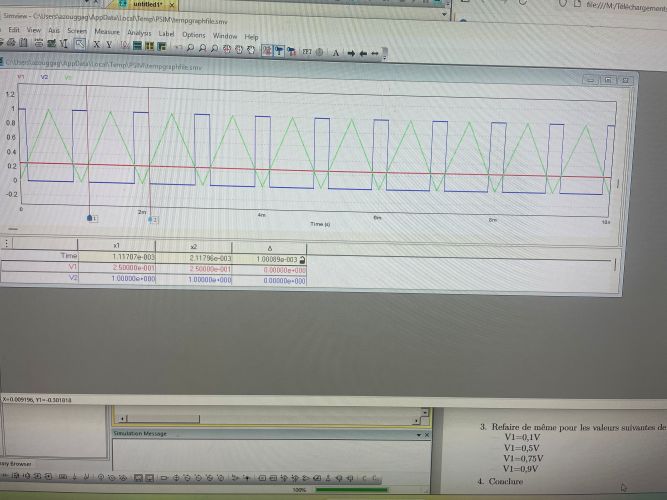 untitled1* X
file:///M:/Téléchargements
Simview - C:\Users\azouggag\AppData\Local\Temp\PSIM\tempgraphfile.smv
Edit View Axis Screen Measure Analysis Label Options Window Help
X Y FFT A
C:\Users\azouggag\AppData\Local\Temp\PSIM\tempgraphfile.smv
V1 V2
1.2
1
0.8
0.6
0.4
0.2
0
-0.2
0 2m 4m 6m 8m 10m
1 2
Time (s)
x1 x2 Δ
Time 1.11707e-003 2.11796e-003 1.00089e-003
V1 2.50000e-001 2.50000e-001 0.00000e+000
V2 1.00000e+000 1.00000e+000 0.00000e+000
X=0.009196, Y1=-0.301818
Simulation Message
ary Browser
100%
3. Refaire de même pour les valeurs suivantes de
V1=0,1V
V1=0,5V
V1=0,75V
V1=0,9V
4. Conclure